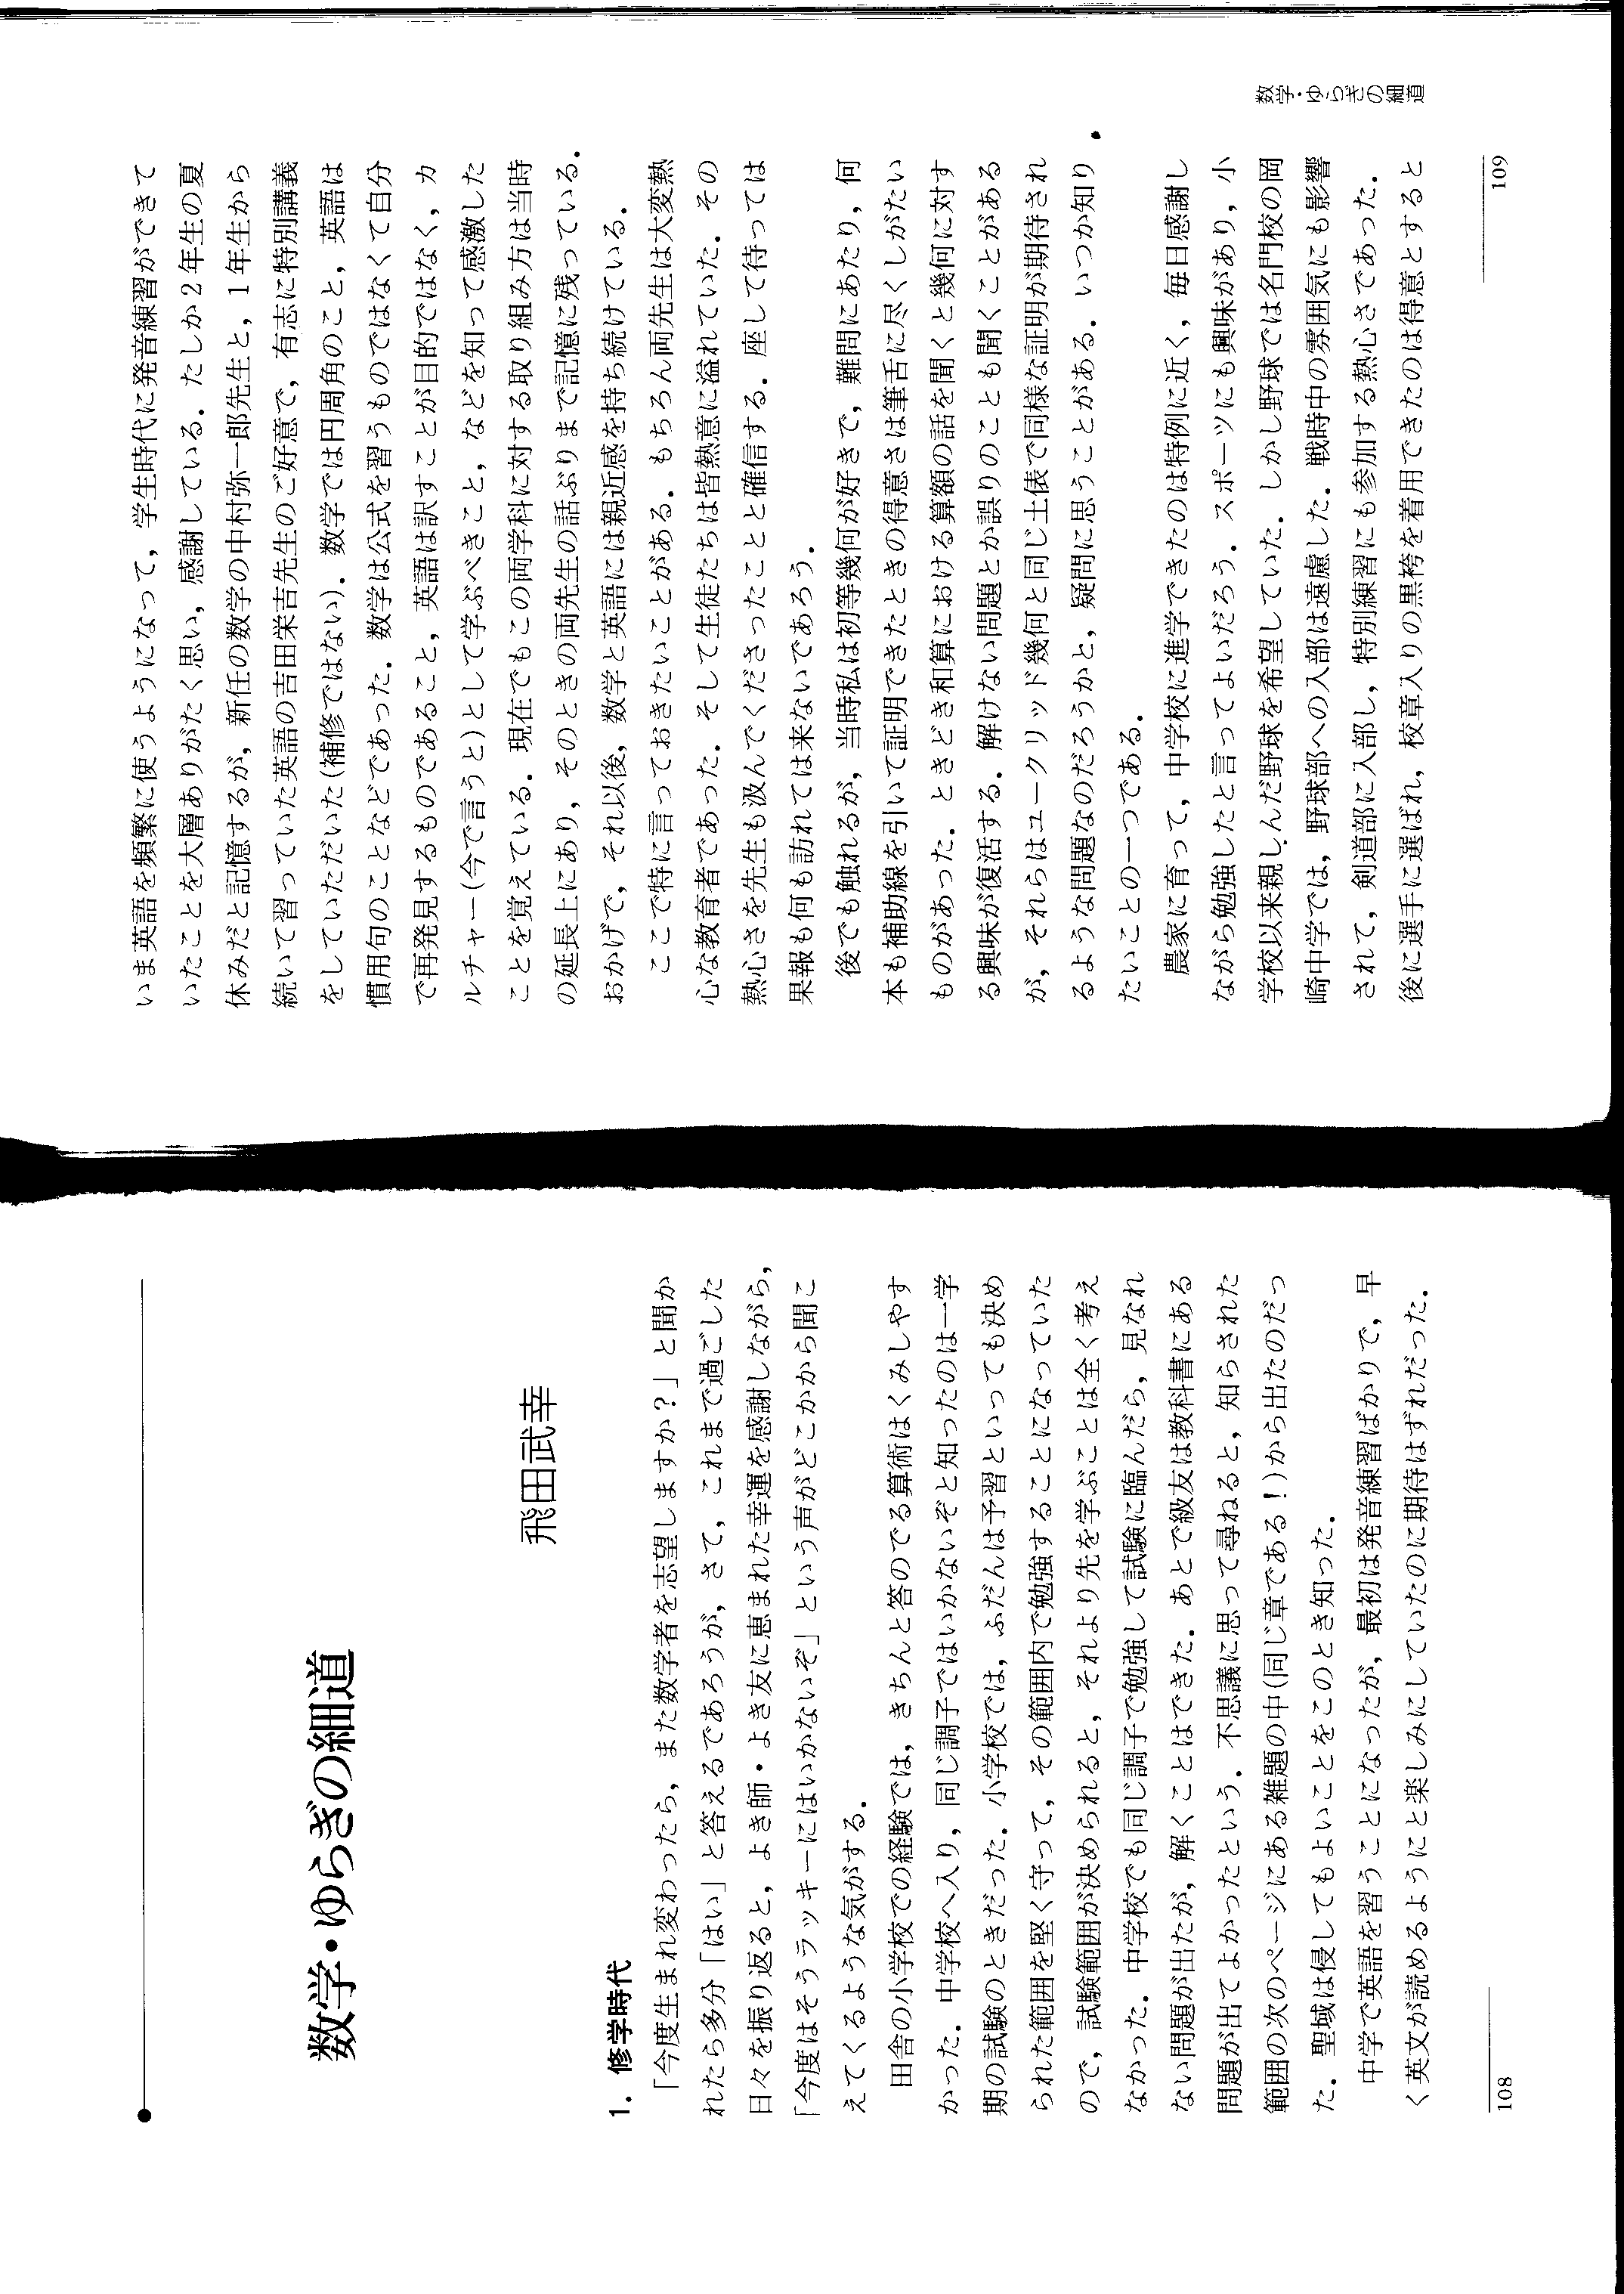 数学・ゆらぎの細道
飛田武幸
1. 修学時代
「今度生まれ変わったら，また数学者を志望しますか？」と聞か
れたら多分「はい」と答えるであろうが，さて，これまで過ごした
日々を振り返ると，よき師・よき友に恵まれた幸運を感謝しながら，
「今度はそうラッキーにはいかないぞ」という声がどこかから聞こ
えてくるような気がする．
田舎の小学校での経験では，きちんと答のでる算術はくみしやす
かった．中学校へ入り，同じ調子ではいかないぞと知ったのは一学
期の試験のときだった．小学校では，ふだんは予習といっても決め
られた範囲を堅く守って，その範囲内で勉強することになっていた
ので，試験範囲が決められると，それより先を学ぶことは全く考え
なかった．中学校でも同じ調子で勉強して試験に臨んだら，見なれ
ない問題が出たが，解くことはできた．あとで級友は教科書にある
問題が出てよかったという．不思議に思って尋ねると，知らされた
範囲の次のページにある雑題の中(同じ章である！)から出たのだっ
た．聖域は侵してもよいことをこのとき知った．
中学で英語を習うことになったが，最初は発音練習ばかりで，早
く英文が読めるようにと楽しみにしていたのに期待はずれだった．
108
いま英語を頻繁に使うようになって，学生時代に発音練習ができて
いたことを大層ありがたく思い，感謝している．たしか2年生の夏
休みだと記憶するが，新任の数学の中村弥一郎先生と，1年生から
続いて習っていた英語の吉田栄吉先生のご好意で，有志に特別講義
をしていただいた(補修ではない)．数学では円周角のこと，英語は
慣用句のことなどであった．数学は公式を習うものではなくて自分
で再発見するものであること，英語は訳すことが目的ではなく，カ
ルチャー(今で言うと)として学ぶべきこと，などを知って感激した
ことを覚えている．現在でもこの両学科に対する取り組み方は当時
の延長上にあり，そのときの両先生の話ぶりまで記憶に残っている．
おかげで，それ以後，数学と英語には親近感を持ち続けている．
ここで特に言っておきたいことがある．もちろん両先生は大変熱
心な教育者であった．そして生徒たちは皆熱意に溢れていた．その
熱心さを先生も汲んでくださったことと確信する．座して待っては
果報も何も訪れては来ないであろう．
後でも触れるが，当時私は初等幾何が好きで，難問にあたり，何
本も補助線を引いて証明できたときの得意さは筆舌に尽くしがたい
ものがあった．ときどき和算における算額の話を聞くと幾何に対す
る興味が復活する．解けない問題とか誤りのことも聞くことがある
が，それらはユークリッド幾何と同じ土俵で同様な証明が期待され
るような問題なのだろうかと，疑問に思うことがある．いつか知り
たいことの一つである．
農家に育って，中学校に進学できたのは特例に近く，毎日感謝し
ながら勉強したと言ってよいだろう．スポーツにも興味があり，小
学校以来親しんだ野球を希望していた．しかし野球では名門校の岡
崎中学では，野球部への入部は遠慮した．戦時中の雰囲気にも影響
されて，剣道部に入部し，特別練習にも参加する熱心さであった．
後に選手に選ばれ，校章入りの黒袴を着用できたのは得意とすると
数学・ゆらぎの細道
109